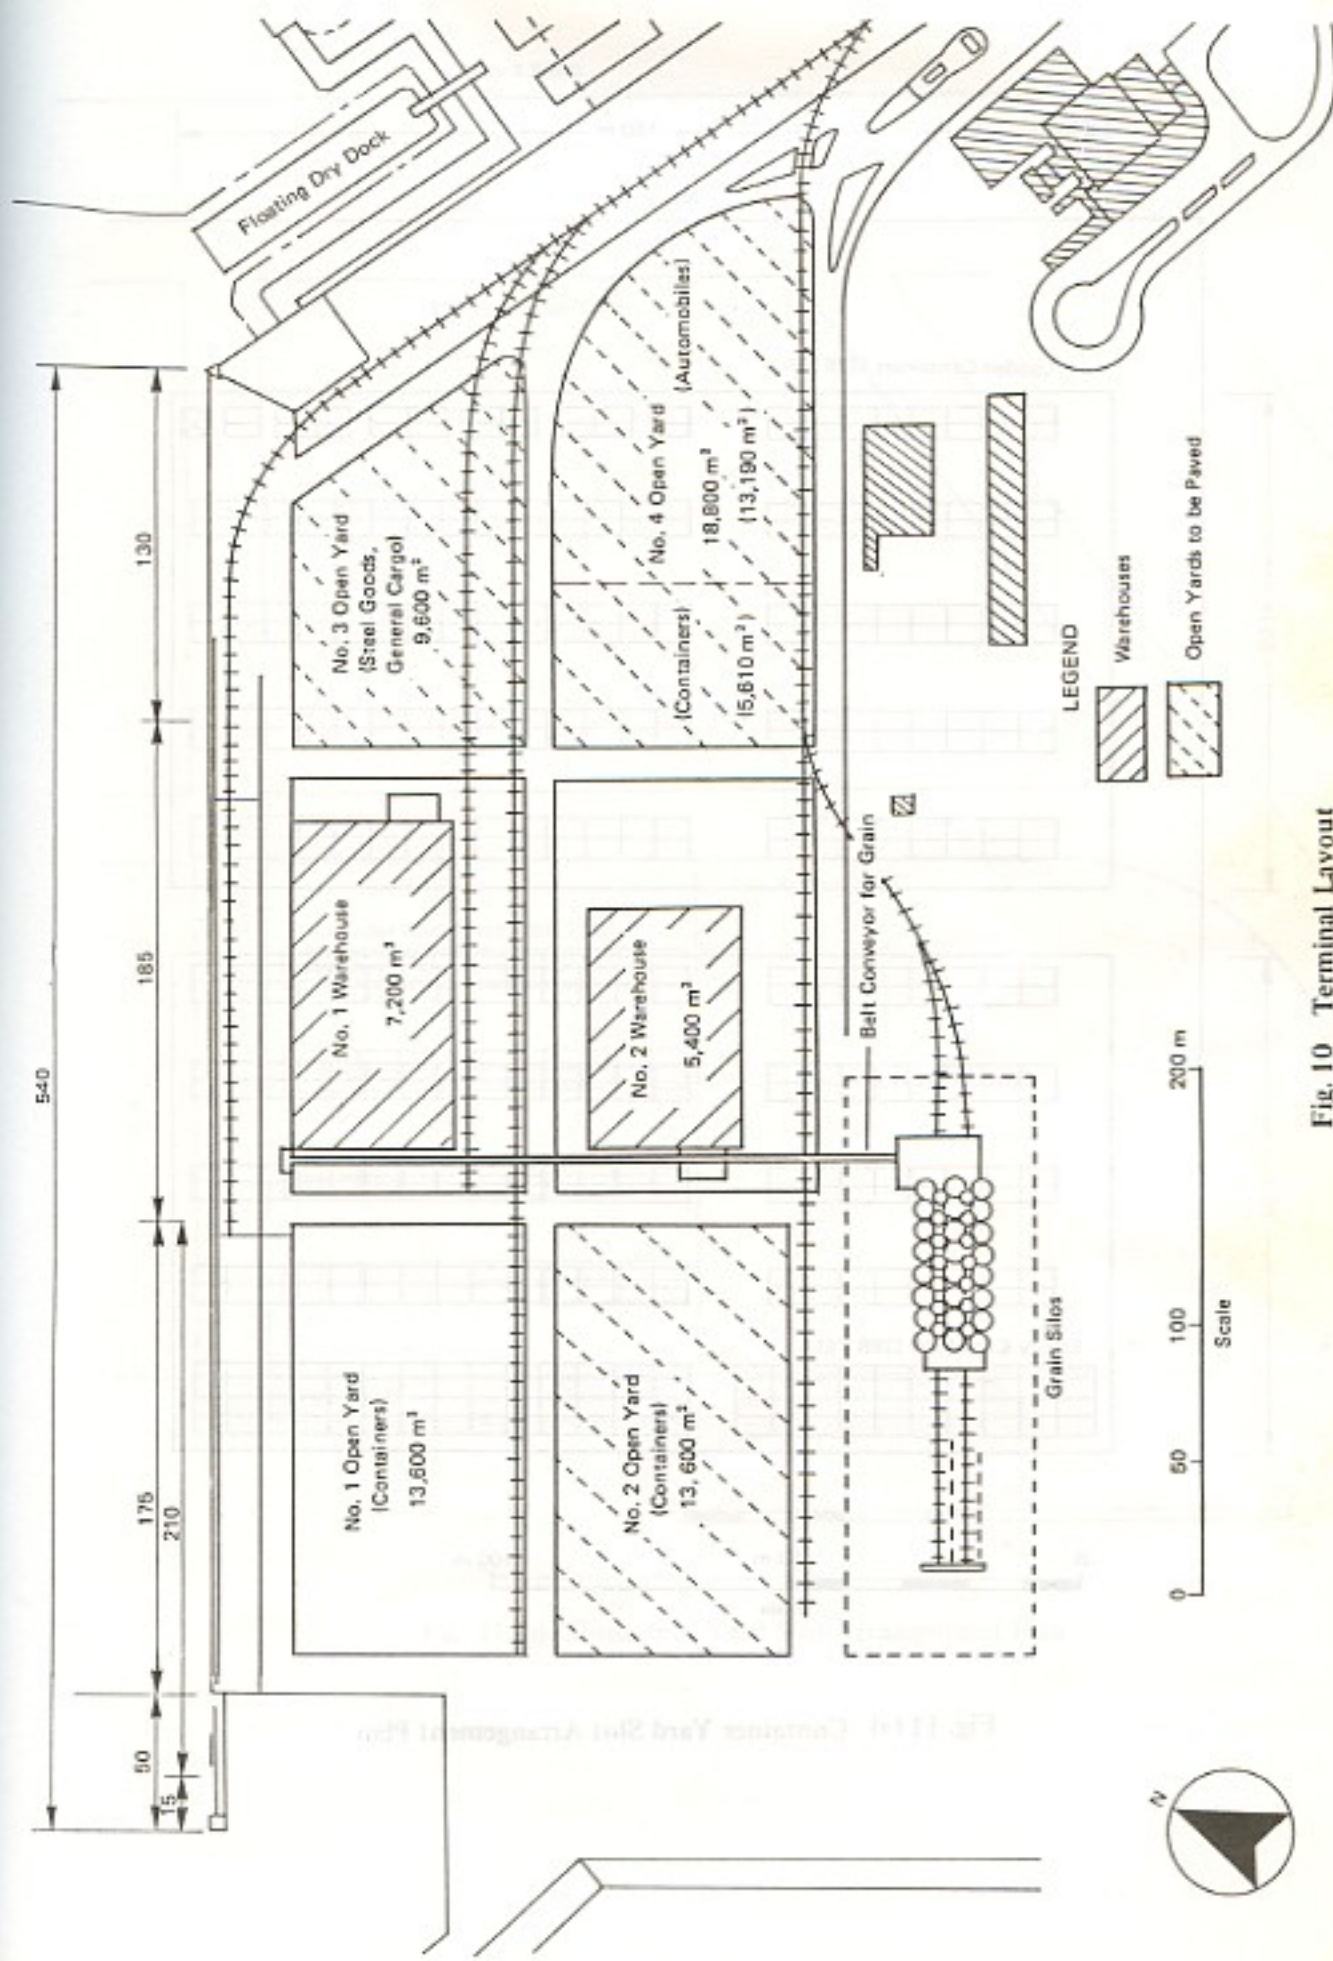 540
50
175
185
130
15
210
Floating Dry Dock
No. 1 Open Yard
(Containers)
13,600 m²
No. 1 Warehouse
7,200 m²
No. 3 Open Yard
(Steel Goods,
General Cargo)
9,600 m²
No. 2 Open Yard
(Containers)
13,600 m²
No. 2 Warehouse
5,400 m²
No. 4 Open Yard
(Automobiles)
(Containers)
18,800 m²
(5,610 m²)
(13,190 m²)
Belt Conveyor for Grain
Grain Silos
LEGEND
Warehouses
Open Yards to be Paved
N
0
50
100
200 m
Scale
Fig. 10 Terminal Layout